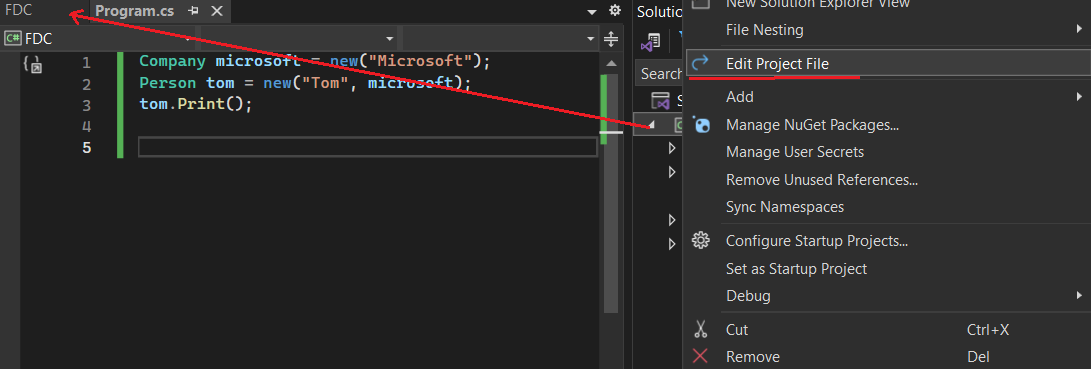 FDC
Program.cs
FDC
1 Company microsoft = new("Microsoft");
2 Person tom = new("Tom", microsoft);
3 tom.Print();
4
5
Solutio
Search
S
New Solution Explorer View
File Nesting
Edit Project File
Add
Manage NuGet Packages...
Manage User Secrets
Remove Unused References...
Sync Namespaces
Configure Startup Projects...
Set as Startup Project
Debug
Cut Ctrl+X
Remove Del